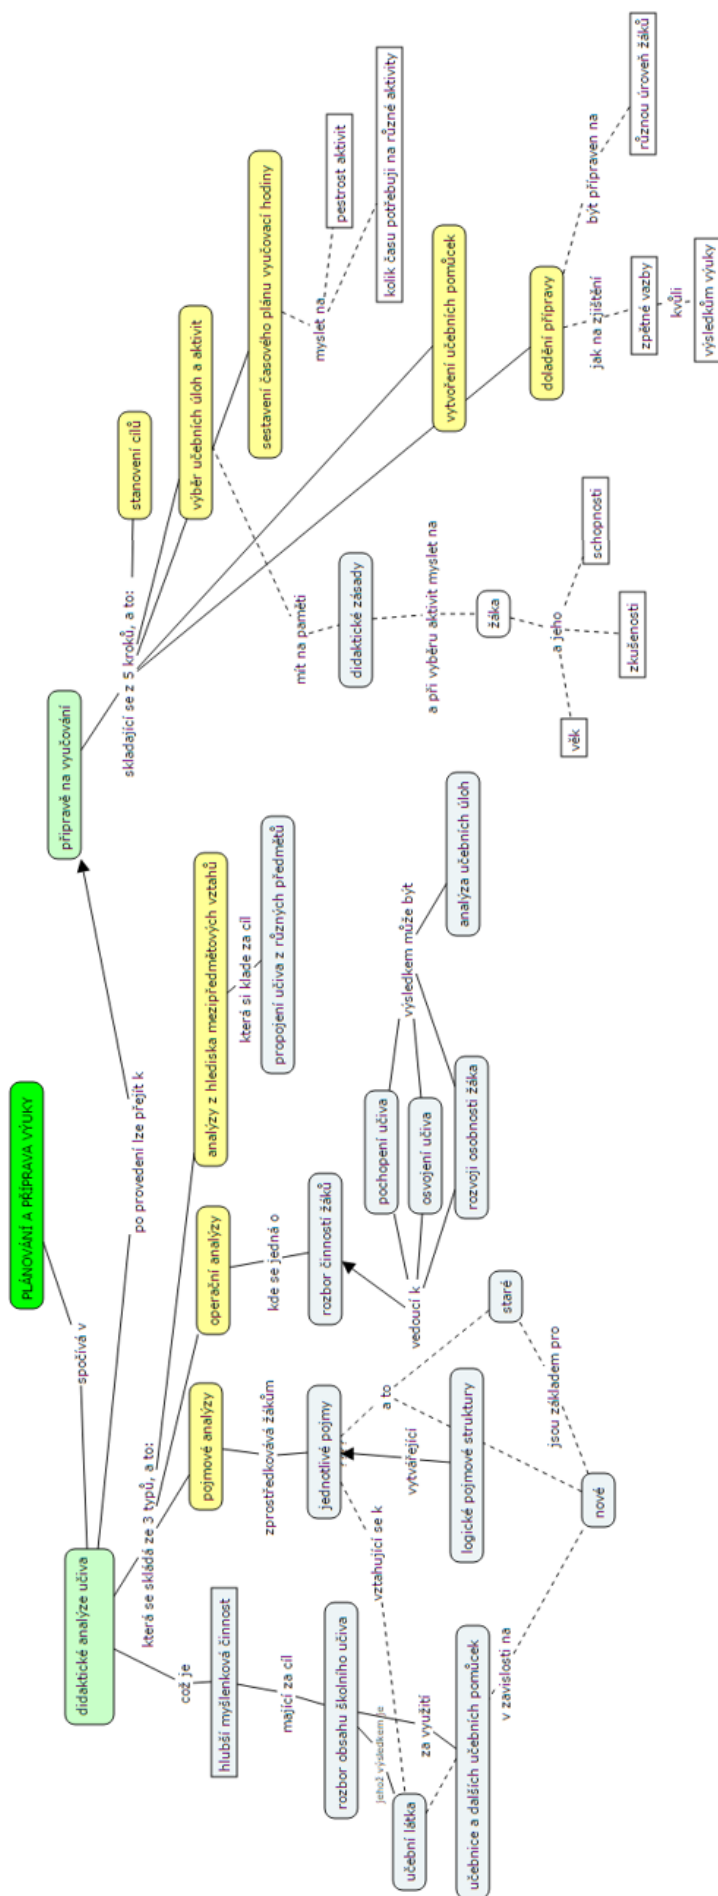 PLÁNOVÁNÍ A PŘÍPRAVA VÝUKY
spočívá v
didaktické analýze učiva
po provedení lze přejít k
přípravě na vyučování
což je
hlubší myšlenková činnost
mající za cíl
rozbor obsahu školního učiva
jehož výsledkem je
učební látka
za využití
učebnice a dalších učebních pomůcek
v závislosti na
která se skládá ze 3 typů, a to:
pojmové analýzy
zprostředkovává žákům
jednotlivé pojmy
vztahující se k
vytvářející
logické pojmové struktury
a to
staré
jsou základem pro
nové
operační analýzy
kde se jedná o
rozbor činností žáků
vedoucí k
pochopení učiva
osvojení učiva
rozvoji osobnosti žáka
výsledkem může být
analýza učebních úloh
analýzy z hlediska mezipředmětových vztahů
která si klade za cíl
propojení učiva z různých předmětů
skládající se z 5 kroků, a to:
stanovení cílů
výběr učebních úloh a aktivit
mít na paměti
didaktické zásady
a při výběru aktivit myslet na
žáka
a jeho
věk
zkušenosti
schopnosti
sestavení časového plánu vyučovací hodiny
myslet na
pestrost aktivit
kolik času potřebuji na různé aktivity
vytvoření učebních pomůcek
doladění přípravy
jak na zjištění
zpětné vazby
kvůli
výsledkům výuky
být připraven na
různou úroveň žáků